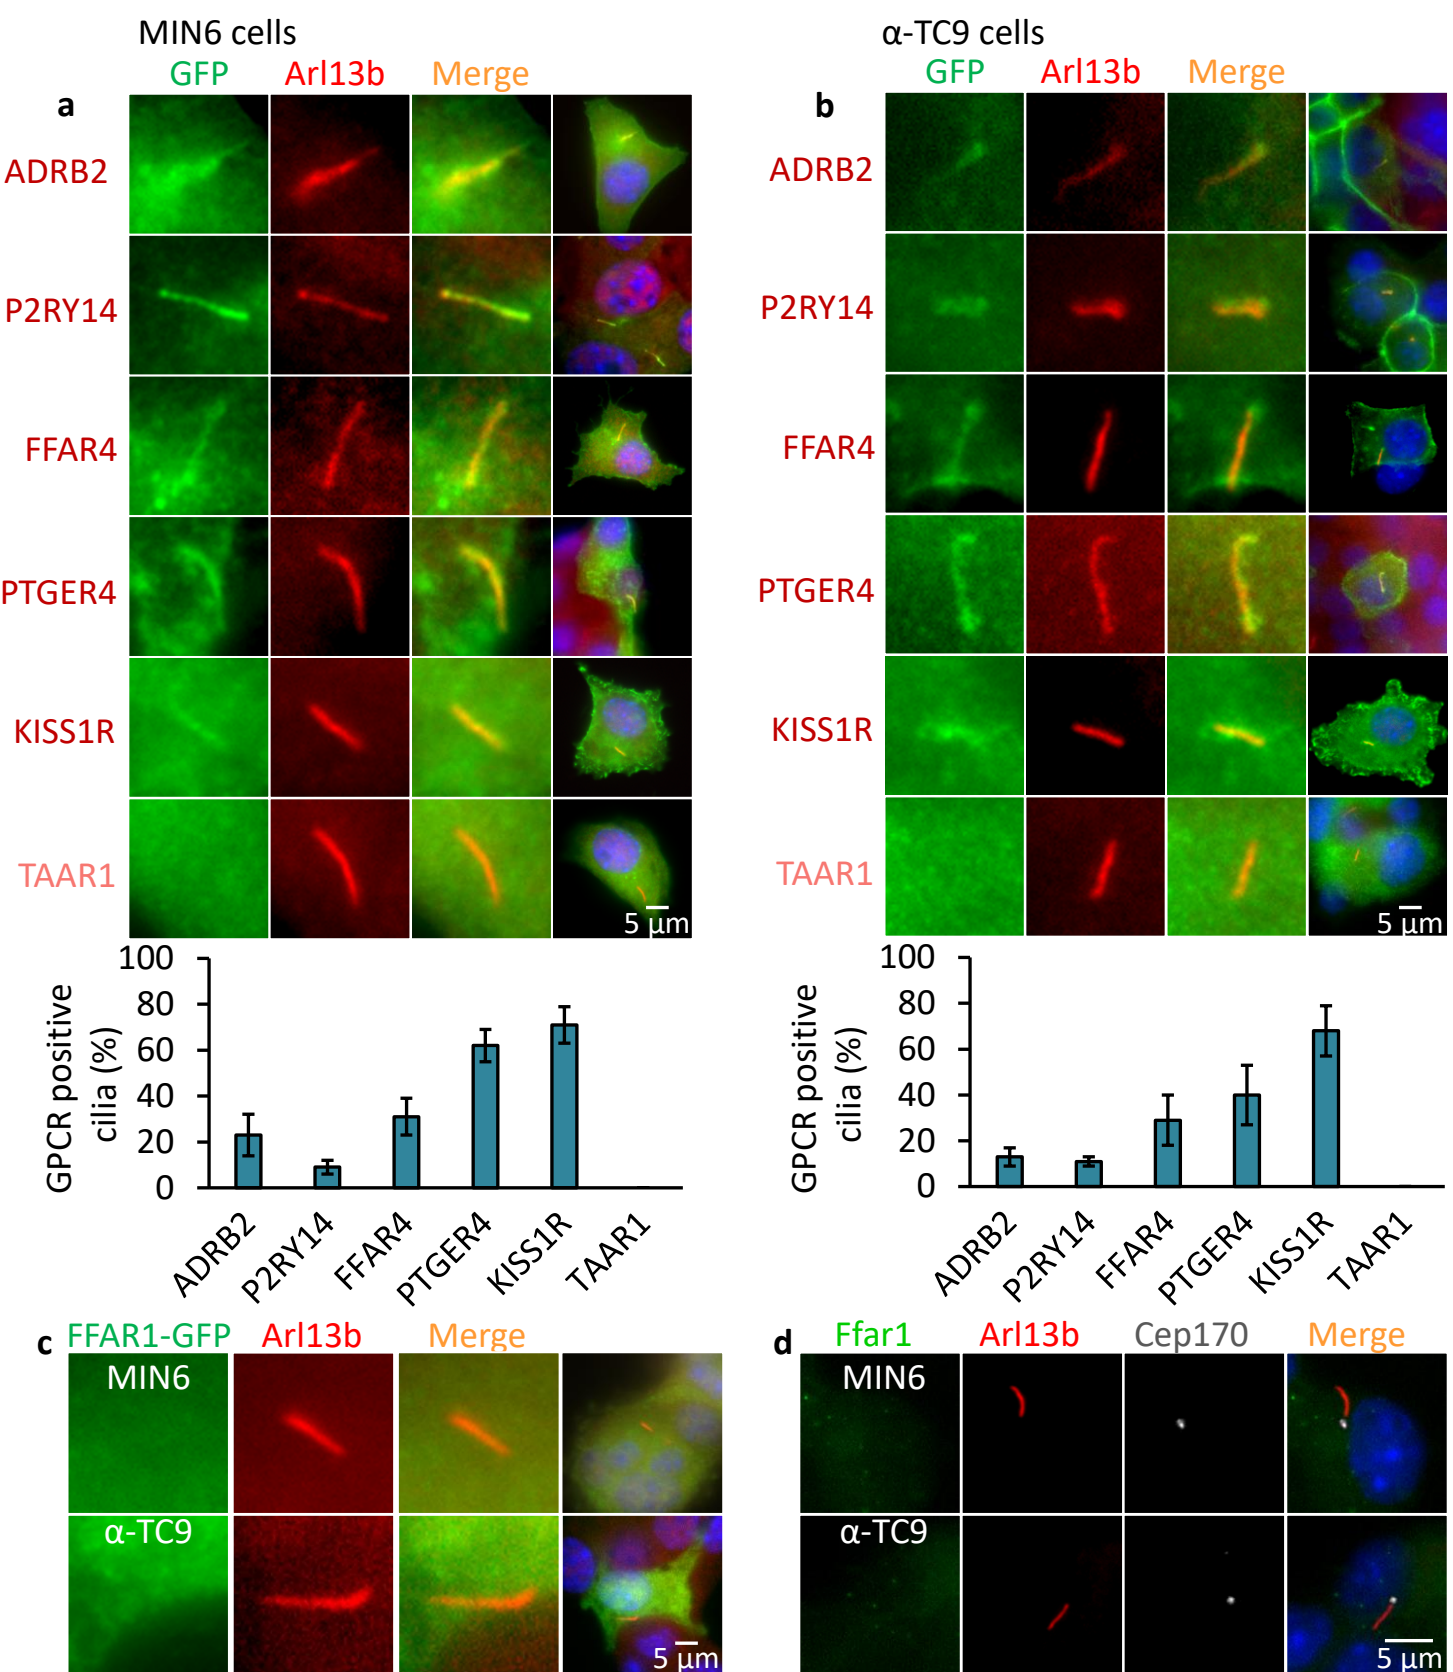 MIN6 cells
GFP Arl13b Merge
a
ADRB2
P2RY14
FFAR4
PTGER4
KISS1R
TAAR1
5 µm
GPCR positive
cilia (%)
100
80
60
40
20
0
ADRB2
P2RY14
FFAR4
PTGER4
KISS1R
TAAR1
α-TC9 cells
GFP Arl13b Merge
b
ADRB2
P2RY14
FFAR4
PTGER4
KISS1R
TAAR1
5 µm
GPCR positive
cilia (%)
100
80
60
40
20
0
ADRB2
P2RY14
FFAR4
PTGER4
KISS1R
TAAR1
c FFAR1-GFP Arl13b Merge
MIN6
α-TC9
5 µm
d Ffar1 Arl13b Cep170 Merge
MIN6
α-TC9
5 µm